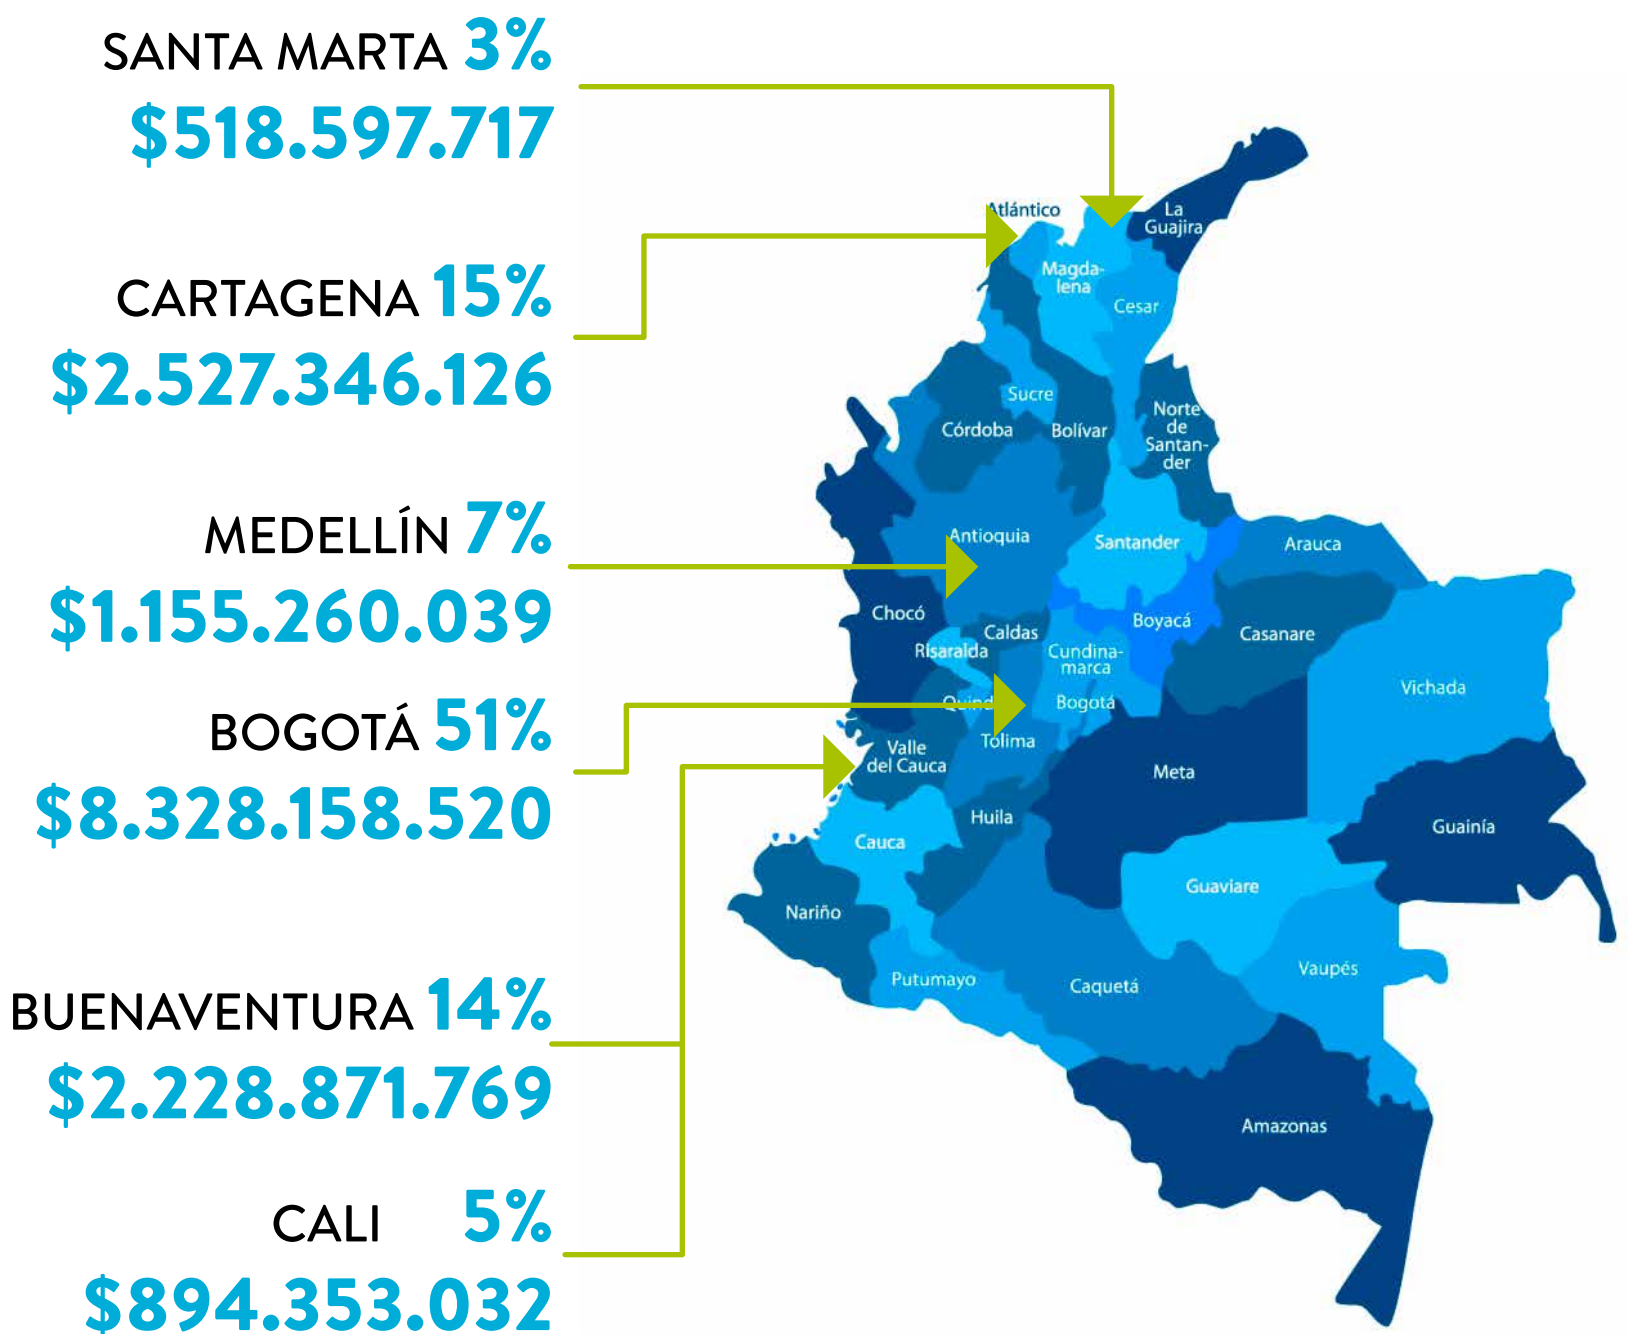 SANTA MARTA 3%
$518.597.717
CARTAGENA 15%
$2.527.346.126
MEDELLÍN 7%
$1.155.260.039
BOGOTÁ 51%
$8.328.158.520
BUENAVENTURA 14%
$2.228.871.769
CALI 5%
$894.353.032
Atlántico
La
Guajira
Magda-
lena
Cesar
Sucre
Córdoba
Bolívar
Norte
de
Santan-
der
Antioquia
Santander
Arauca
Chocó
Caldas
Boyacá
Casanare
Risaralda
Cundina-
marca
Vichada
Quind
Bogotá
Tolima
Valle
del Cauca
Meta
Huila
Guainía
Cauca
Guaviare
Nariño
Vaupés
Putumayo
Caquetá
Amazonas